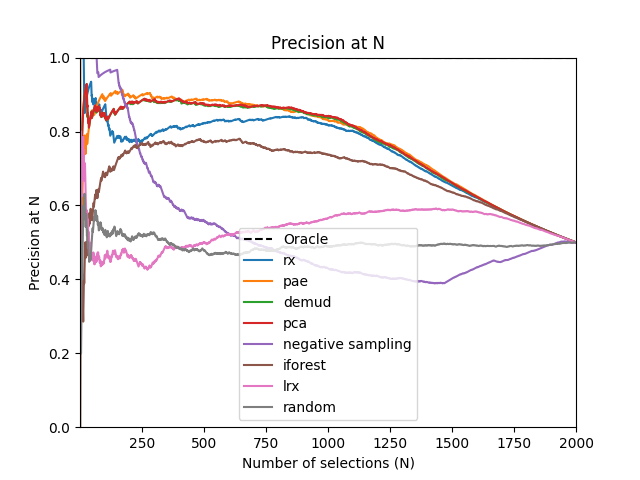 Precision at N
1.0
0.8
0.6
0.4
0.2
0.0
Precision at N
Oracle
rx
pae
demud
pca
negative sampling
iforest
lrx
random
250
500
750
1000
1250
1500
1750
2000
Number of selections (N)